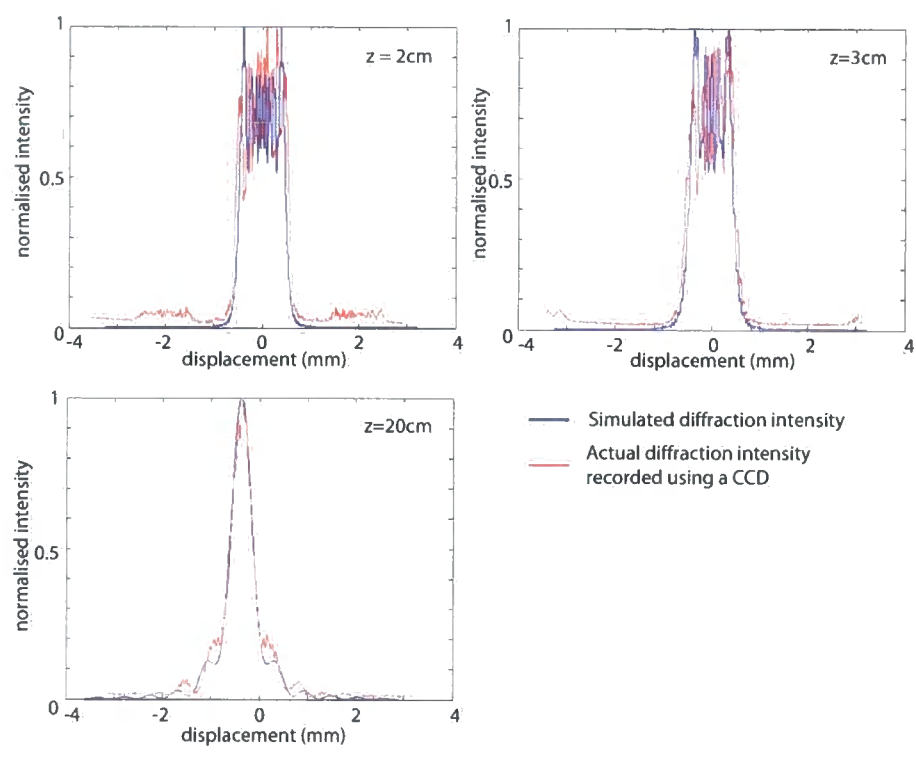 1
z = 2cm
normalised intensity
0.5
0
-4
-2
0
2
4
displacement (mm)
1
z=3cm
normalised intensity
0.5
0
-4
-2
0
2
4
displacement (mm)
1
z=20cm
normalised intensity
0.5
0
-4
-2
0
2
4
displacement (mm)
Simulated diffraction intensity
Actual diffraction intensity
recorded using a CCD